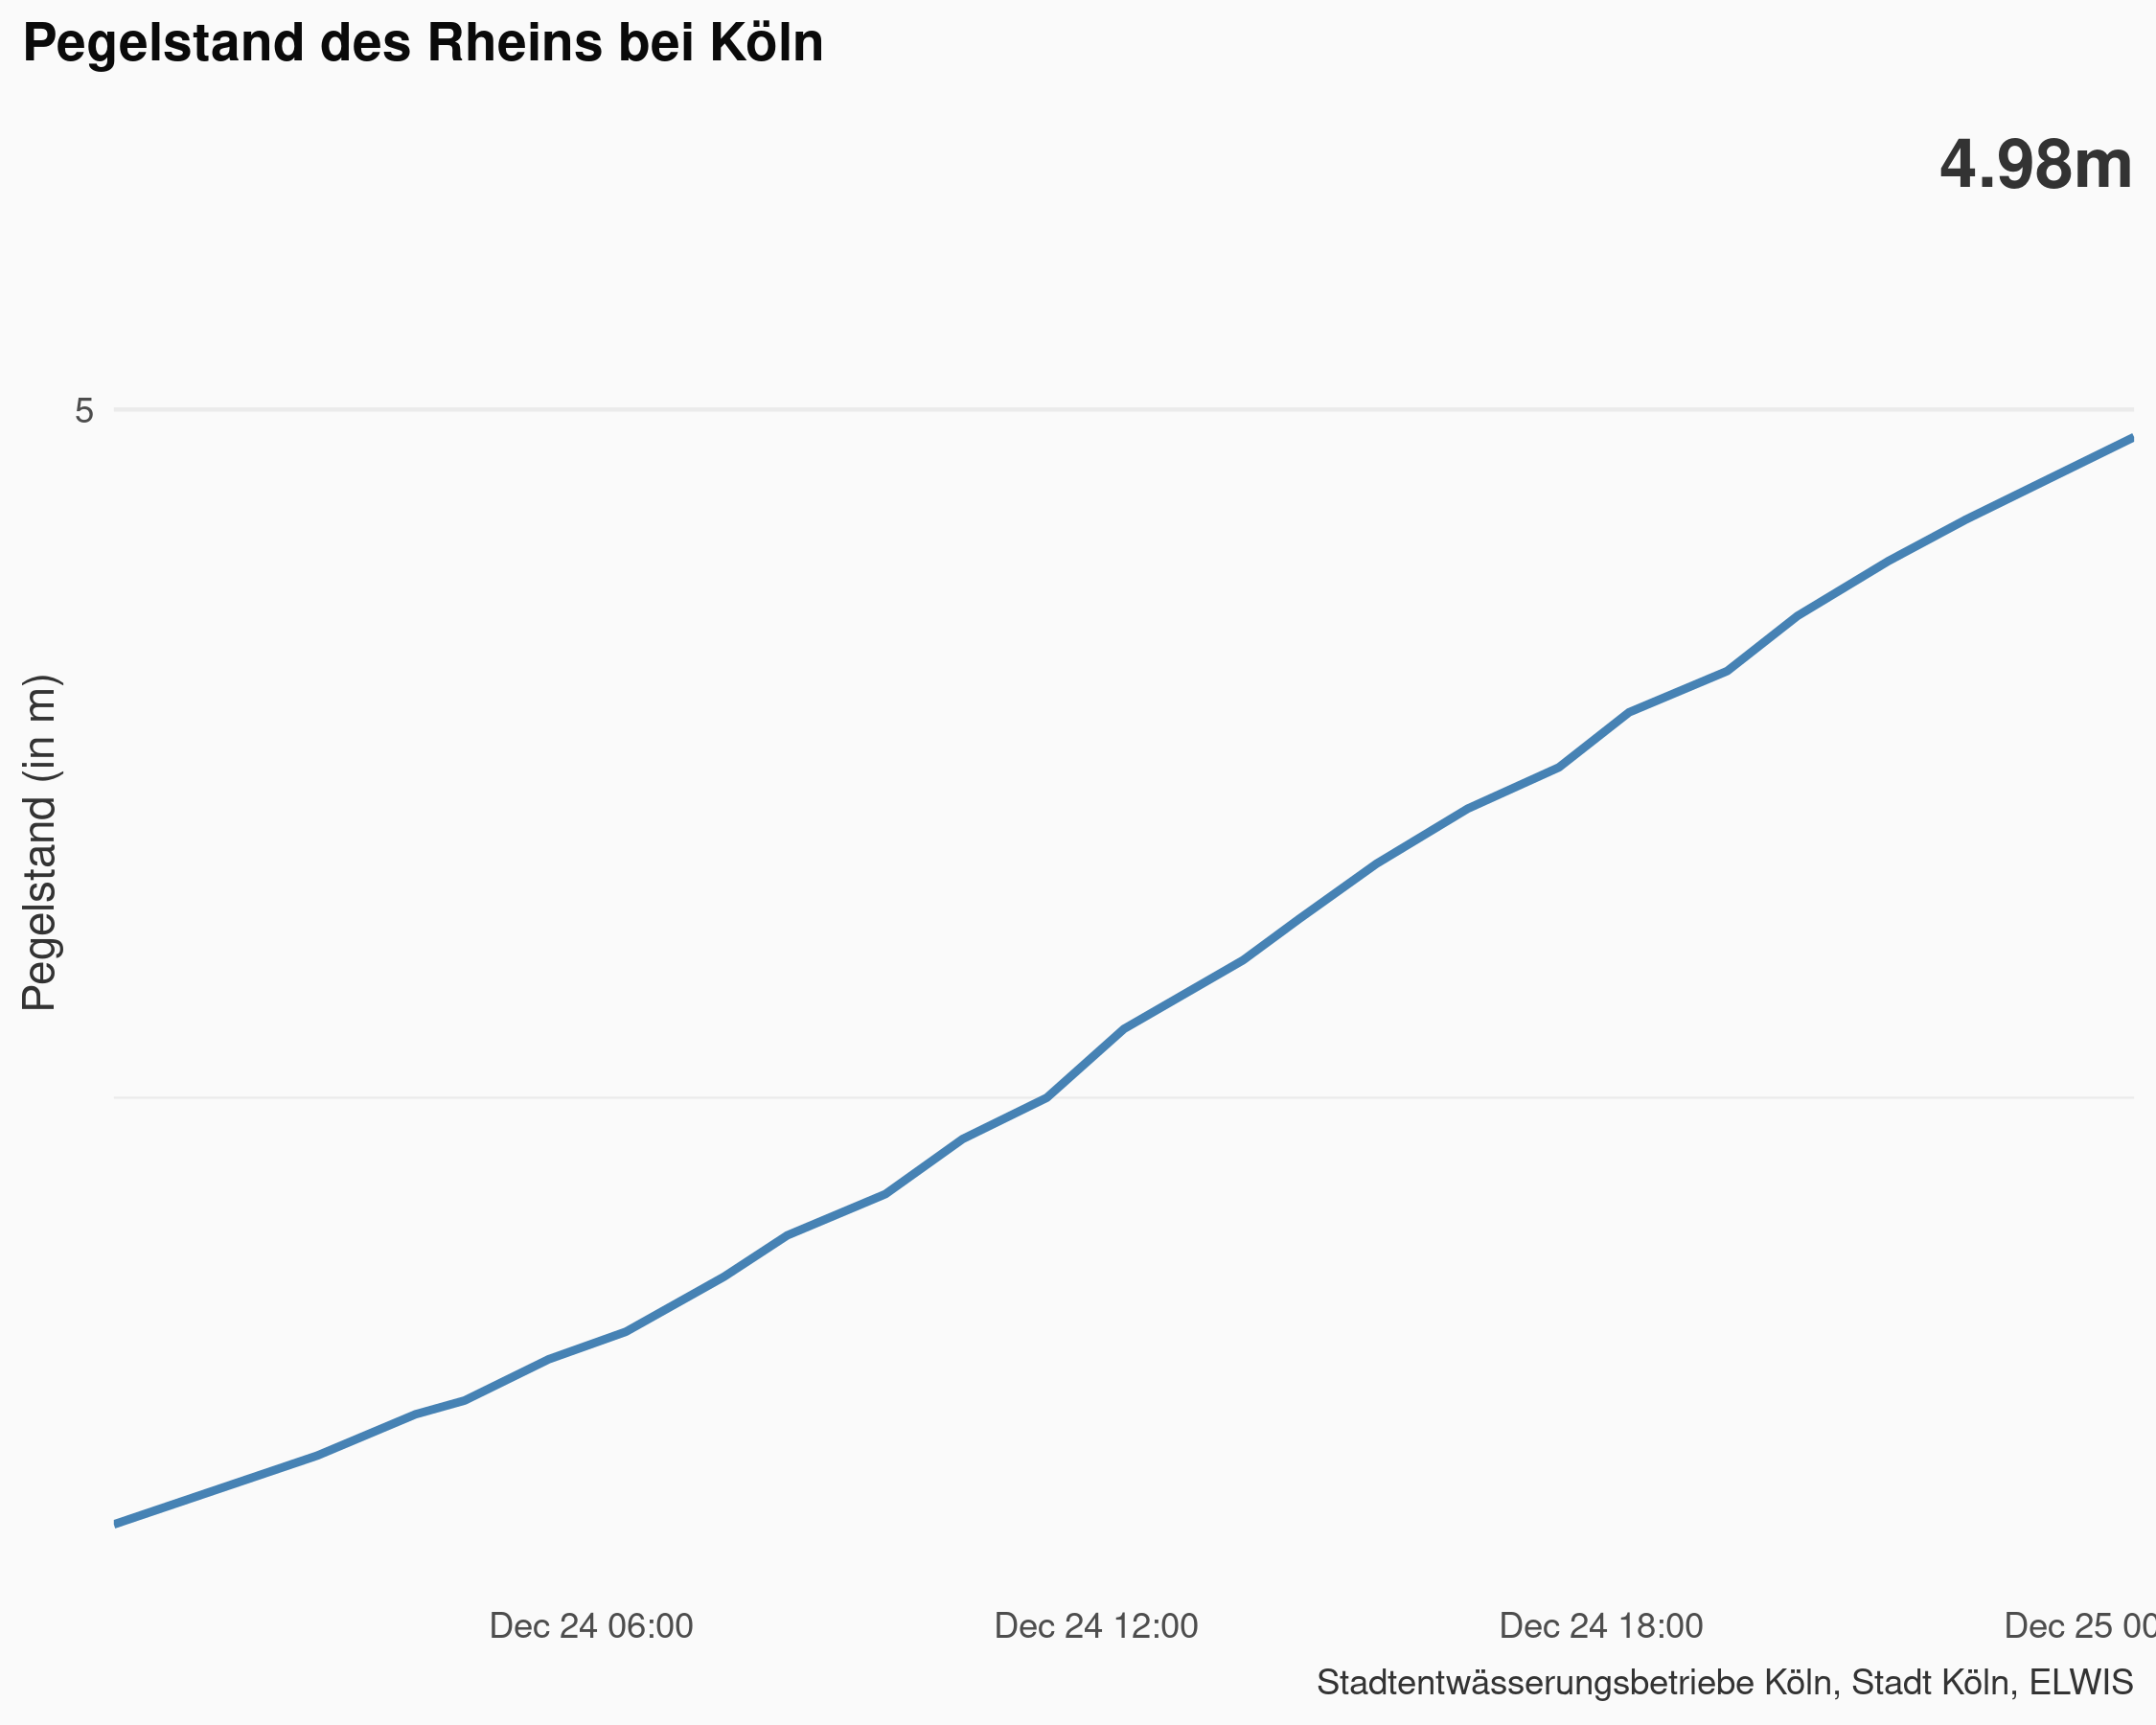 Pegelstand des Rheins bei Köln
4.98m
5
Pegelstand (in m)
Dec 24 06:00
Dec 24 12:00
Dec 24 18:00
Dec 25 00
Stadtentwässerungsbetriebe Köln, Stadt Köln, ELWIS